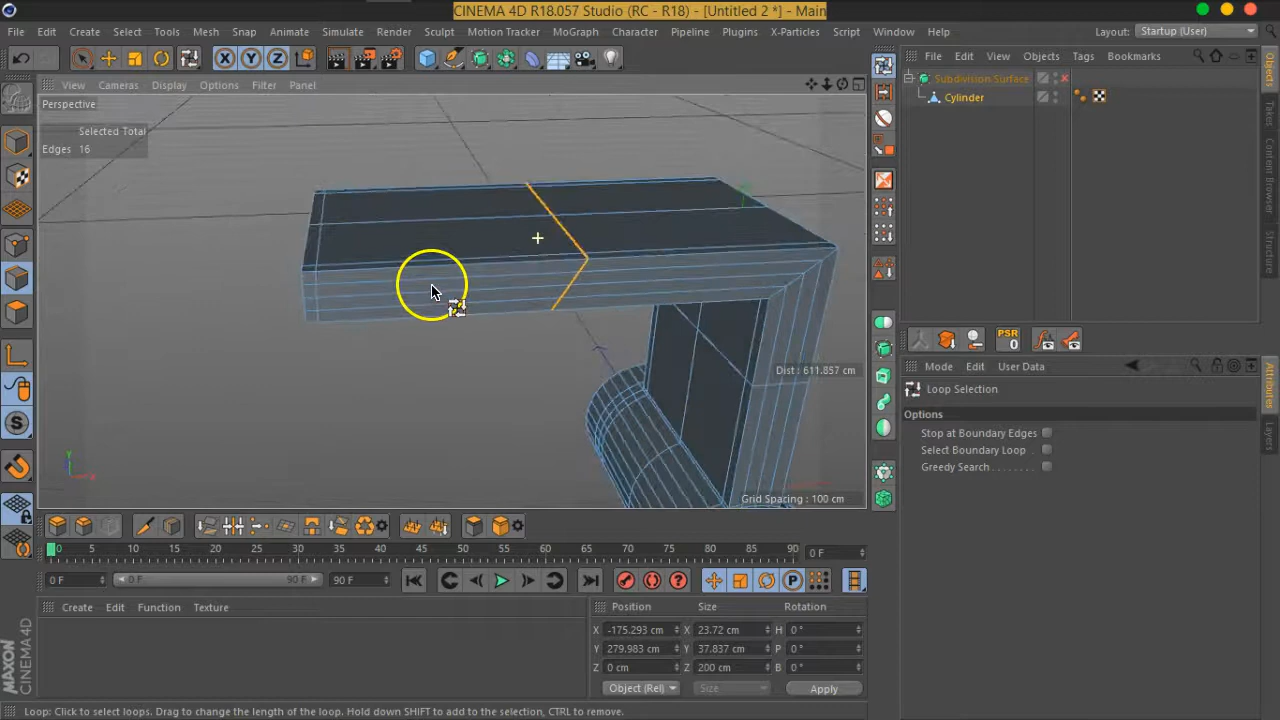 CINEMA 4D R18.057 Studio (RC - R18) - [Untitled 2 *] - Main
File Edit Create Select Tools Mesh Snap Animate Simulate Render Sculpt Motion Tracker MoGraph Character Pipeline Plugins X-Particles Script Window Help Layout: Startup (User)
X Y Z
File Edit View Objects Tags Bookmarks
View Cameras Display Options Filter Panel
Perspective
Subdivision Surface
Cylinder
Selected Total
Edges 16
Objects
Takes
Content Browser
Structure
PSR
0
Mode Edit User Data
Loop Selection
Options
Stop at Boundary Edges
Select Boundary Loop
Greedy Search . . . . . . . .
Attributes
Layers
Dist : 611.857 cm
Grid Spacing : 100 cm
Y
S
0 5 10 15 20 25 30 35 40 45 50 55 60 65 70 75 80 85 90 0 F
0 F 0 F 90 F 90 F
P
Create Edit Function Texture
Position Size Rotation
X -175.293 cm X 23.72 cm H 0 °
Y 279.983 cm Y 37.837 cm P 0 °
Z 0 cm Z 200 cm B 0 °
Object (Rel) Size Apply
MAXON
CINEMA 4D
Loop: Click to select loops. Drag to change the length of the loop. Hold down SHIFT to add to the selection, CTRL to remove.